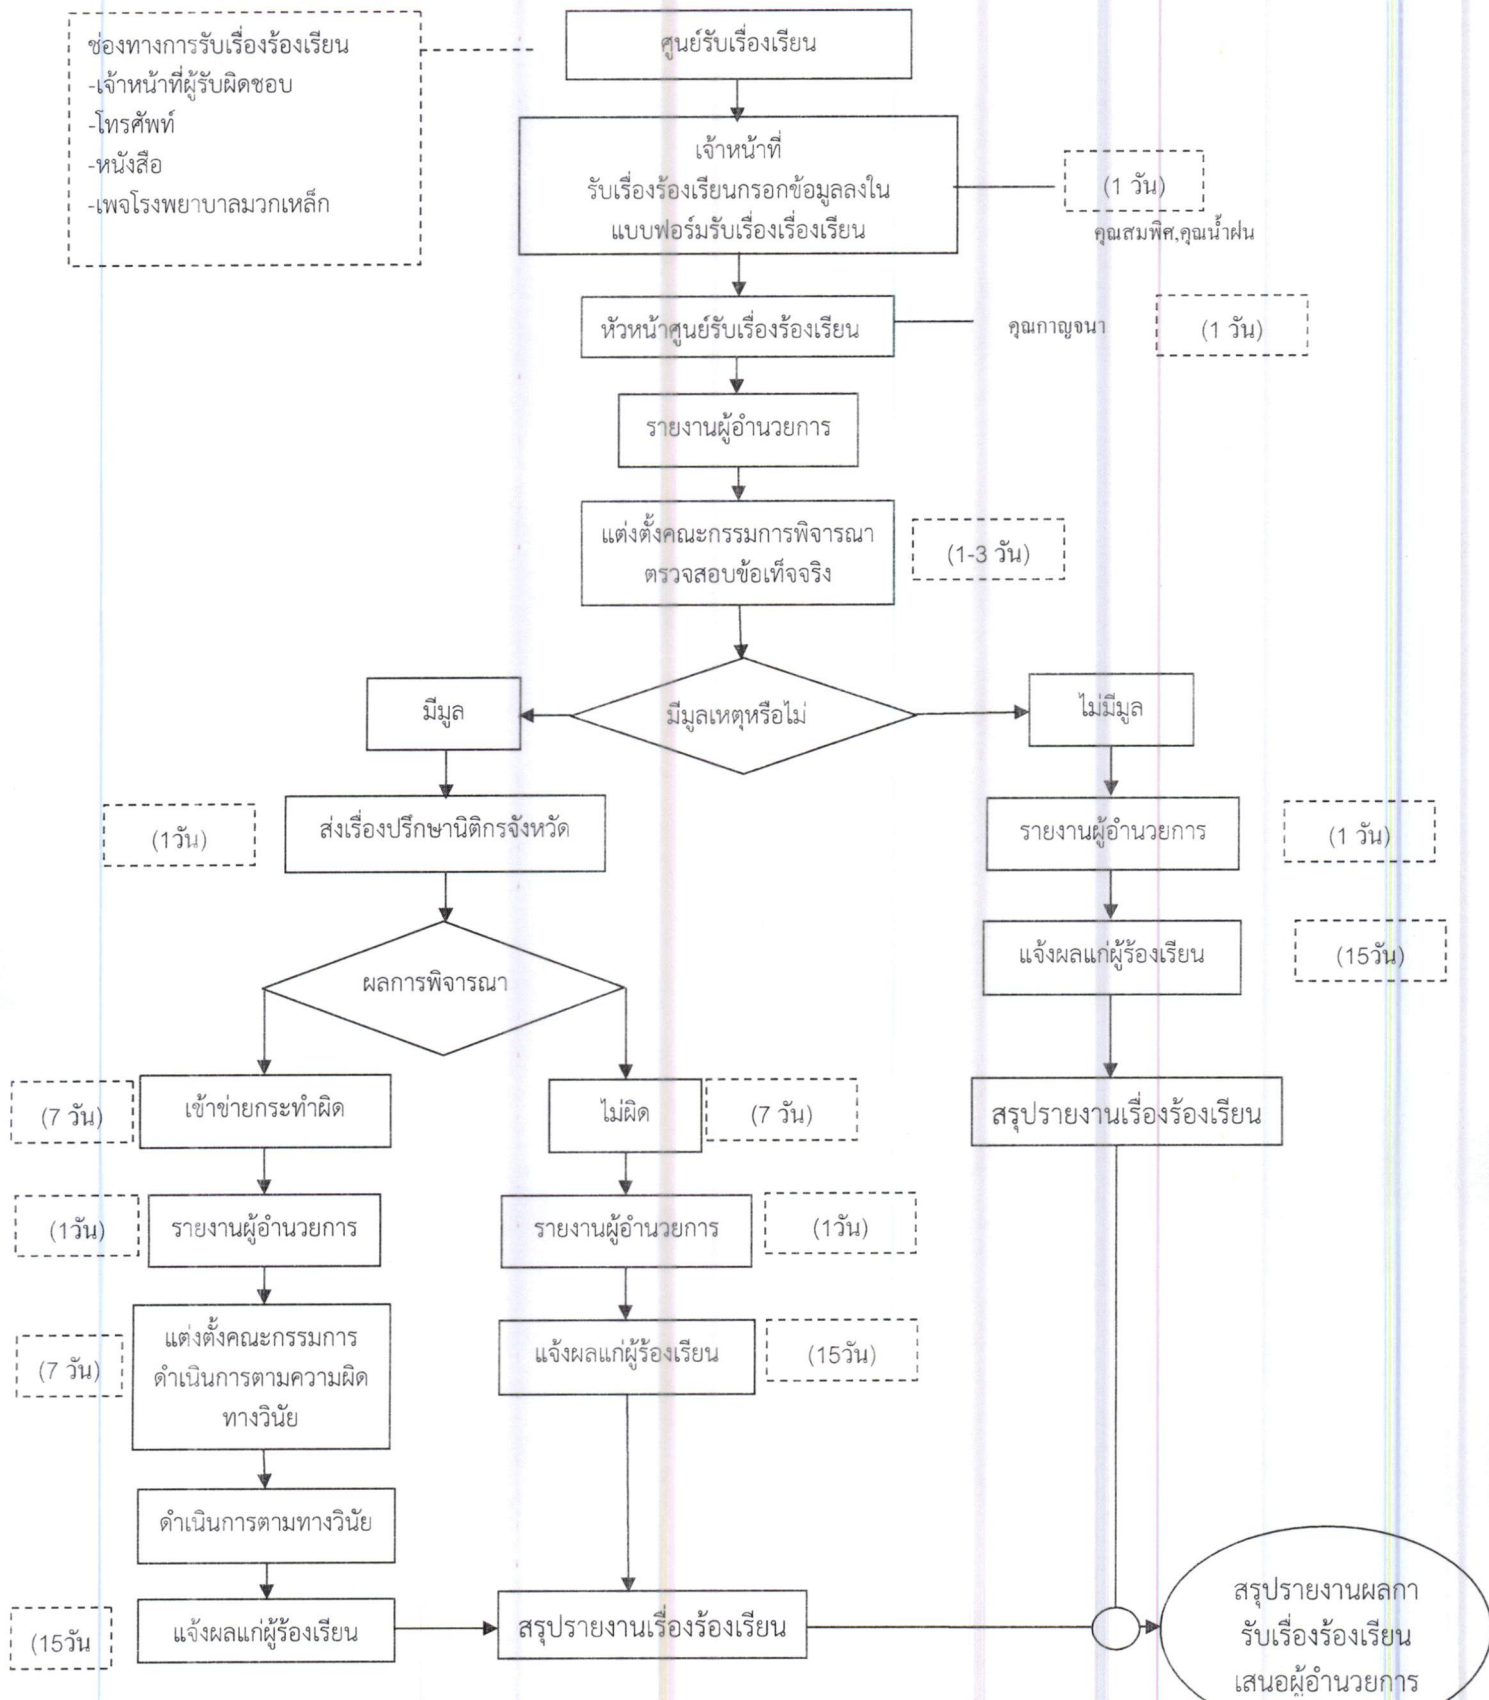 ช่องทางการรับเรื่องร้องเรียน
-เจ้าหน้าที่ผู้รับผิดชอบ
-โทรศัพท์
-หนังสือ
-เพจโรงพยาบาลมวกเหล็ก
ศูนย์รับเรื่องเรียน
เจ้าหน้าที่
รับเรื่องร้องเรียนกรอกข้อมูลลงใน
แบบฟอร์มรับเรื่องเรื่องเรียน
(1 วัน)
คุณสมพิศ,คุณน้ำฝน
หัวหน้าศูนย์รับเรื่องร้องเรียน
คุณกาญจนา
(1 วัน)
รายงานผู้อำนวยการ
แต่งตั้งคณะกรรมการพิจารณา
ตรวจสอบข้อเท็จจริง
(1-3 วัน)
มีมูล
มีมูลเหตุหรือไม่
ไม่มีมูล
(1วัน)
ส่งเรื่องปรึกษานิติกรจังหวัด
รายงานผู้อำนวยการ
(1 วัน)
ผลการพิจารณา
แจ้งผลแก่ผู้ร้องเรียน
(15วัน)
(7 วัน)
เข้าข่ายกระทำผิด
ไม่ผิด
(7 วัน)
สรุปรายงานเรื่องร้องเรียน
(1วัน)
รายงานผู้อำนวยการ
รายงานผู้อำนวยการ
(1วัน)
(7 วัน)
แต่งตั้งคณะกรรมการ
ดำเนินการตามความผิด
ทางวินัย
แจ้งผลแก่ผู้ร้องเรียน
(15วัน)
ดำเนินการตามทางวินัย
(15วัน
แจ้งผลแก่ผู้ร้องเรียน
สรุปรายงานเรื่องร้องเรียน
สรุปรายงานผลกา
รับเรื่องร้องเรียน
เสนอผู้อำนวยการ